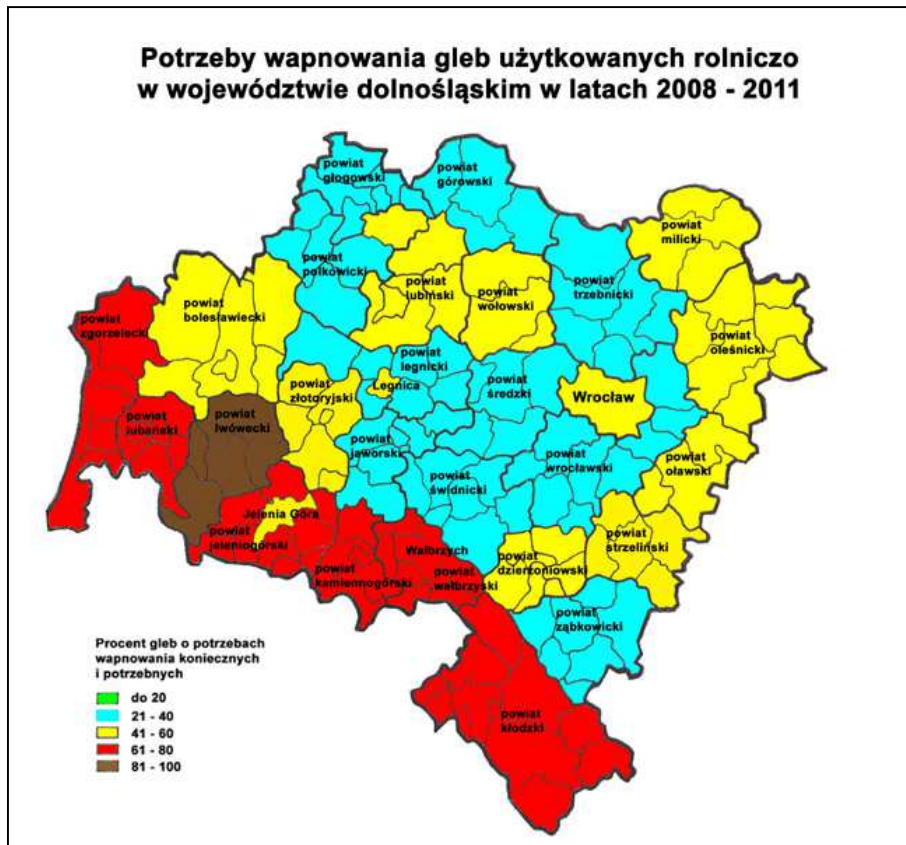 Potrzeby wapnowania gleb użytkowanych rolniczo
w województwie dolnośląskim w latach 2008 - 2011
powiat
głogowski
powiat
górowski
powiat
milicki
powiat
polkowicki
powiat
lubiński
powiat
wołowski
powiat
trzebnicki
powiat
zgorzelecki
powiat
bolesławiecki
powiat
oleśnicki
powiat
legnicki
powiat
złotoryjski
Legnica
powiat
średzki
Wrocław
powiat
lubański
powiat
lwówecki
powiat
jaworski
powiat
świdnicki
powiat
wrocławski
powiat
oławski
Jelenia Góra
powiat
jeleniogórski
powiat
strzeliński
Wałbrzych
powiat
kamiennogórski
powiat
wałbrzyski
powiat
dzierżoniowski
powiat
ząbkowicki
powiat
kłodzki
Procent gleb o potrzebach
wapnowania koniecznych
i potrzebnych
do 20
21 - 40
41 - 60
61 - 80
81 - 100